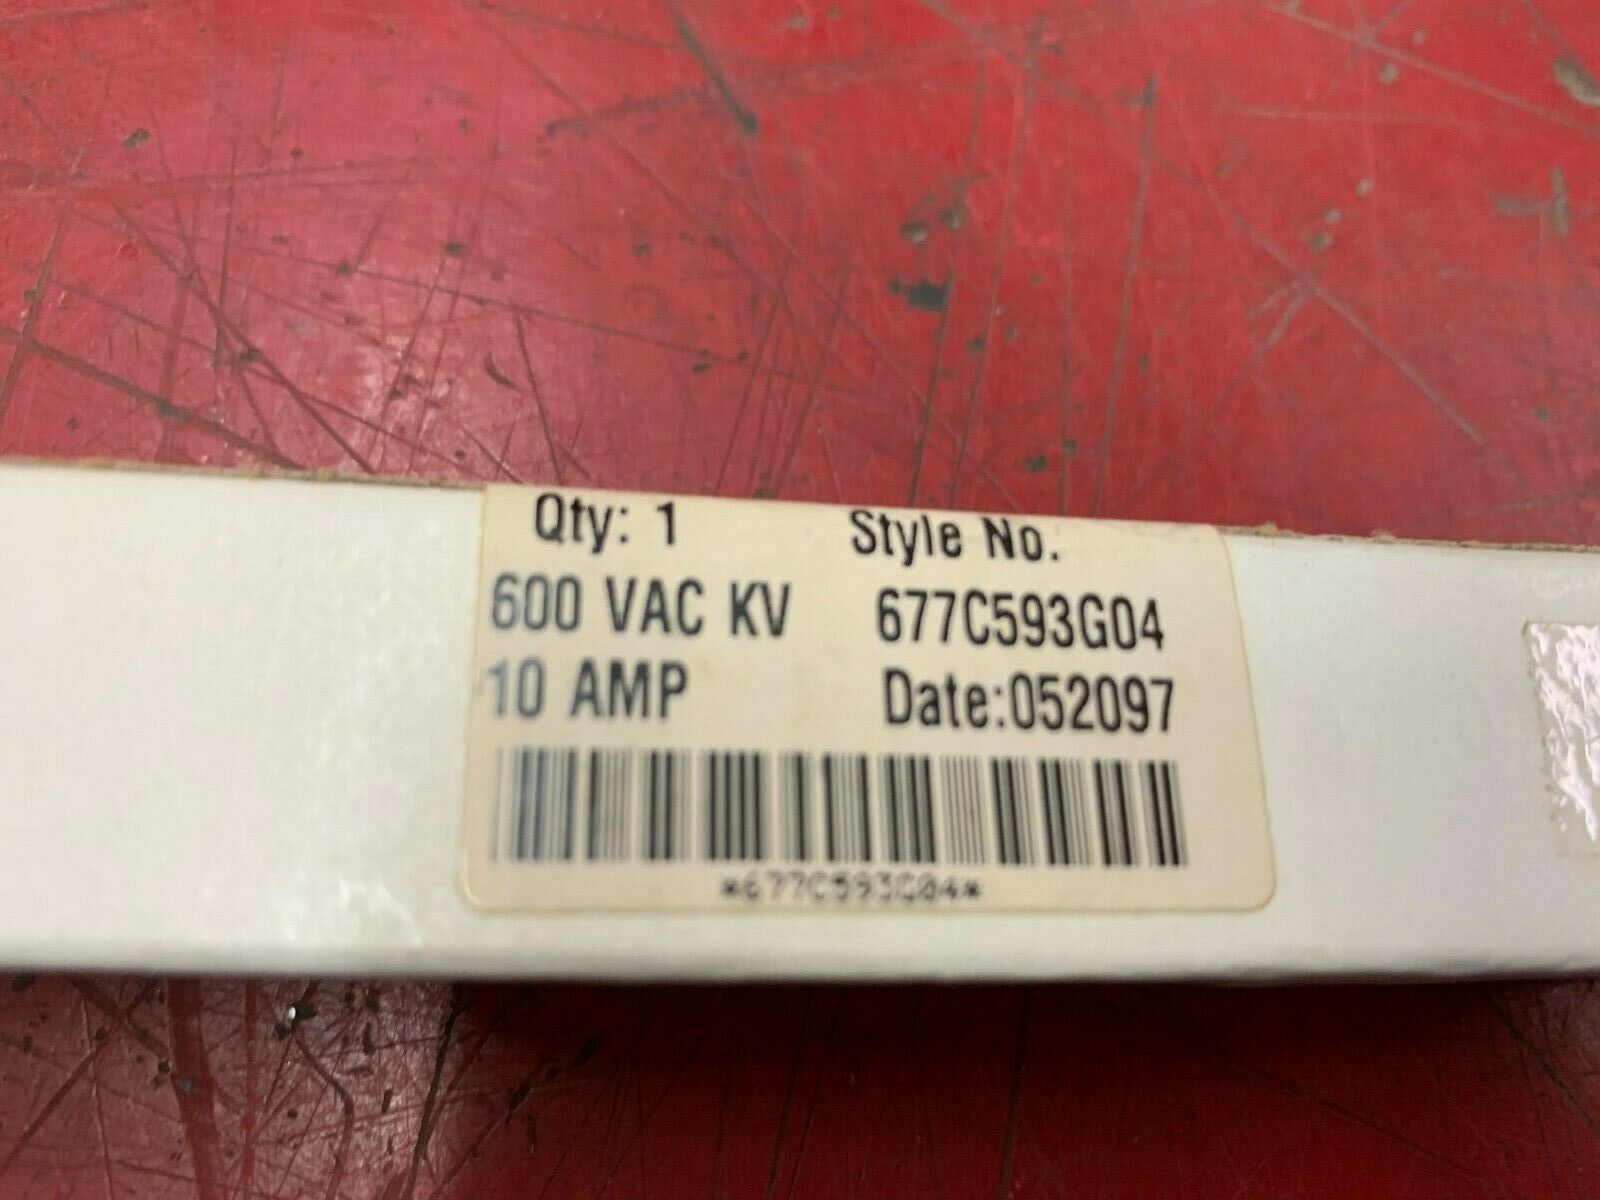 Qty: 1 Style No.
600 VAC KV 677C593G04
10 AMP Date:052097
*677C593G04*